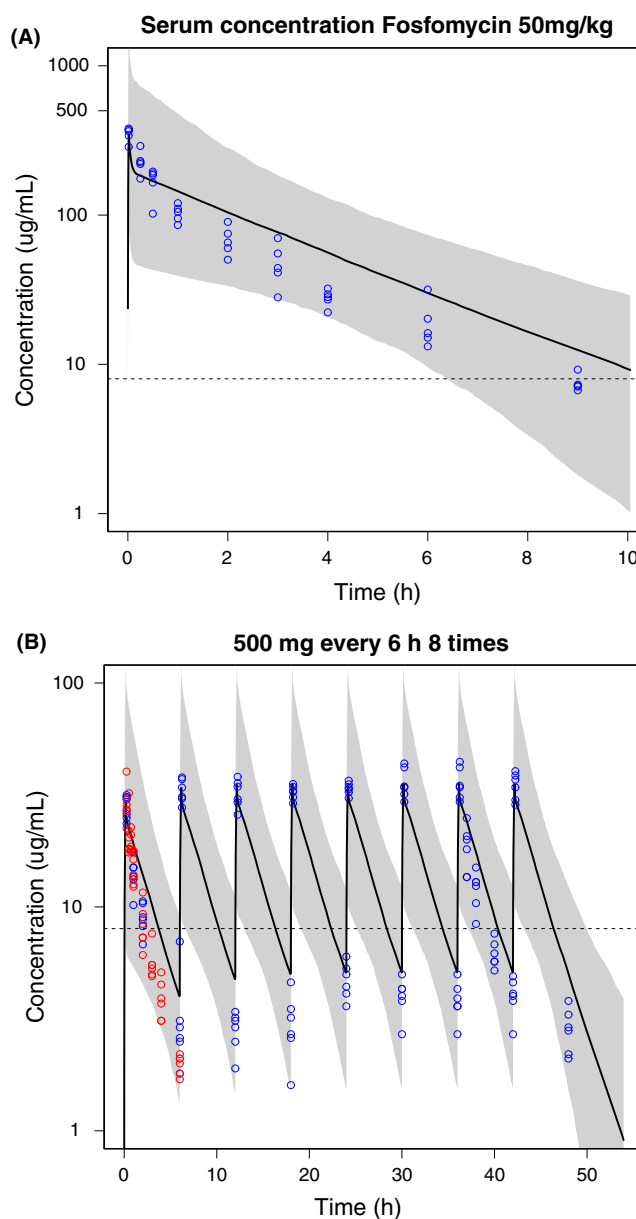 (A)
Serum concentration Fosfomycin 50mg/kg
Concentration (ug/mL)
1000
500
100
10
1
0 2 4 6 8 10
Time (h)
(B)
500 mg every 6 h 8 times
Concentration (ug/mL)
100
10
1
0 10 20 30 40 50
Time (h)